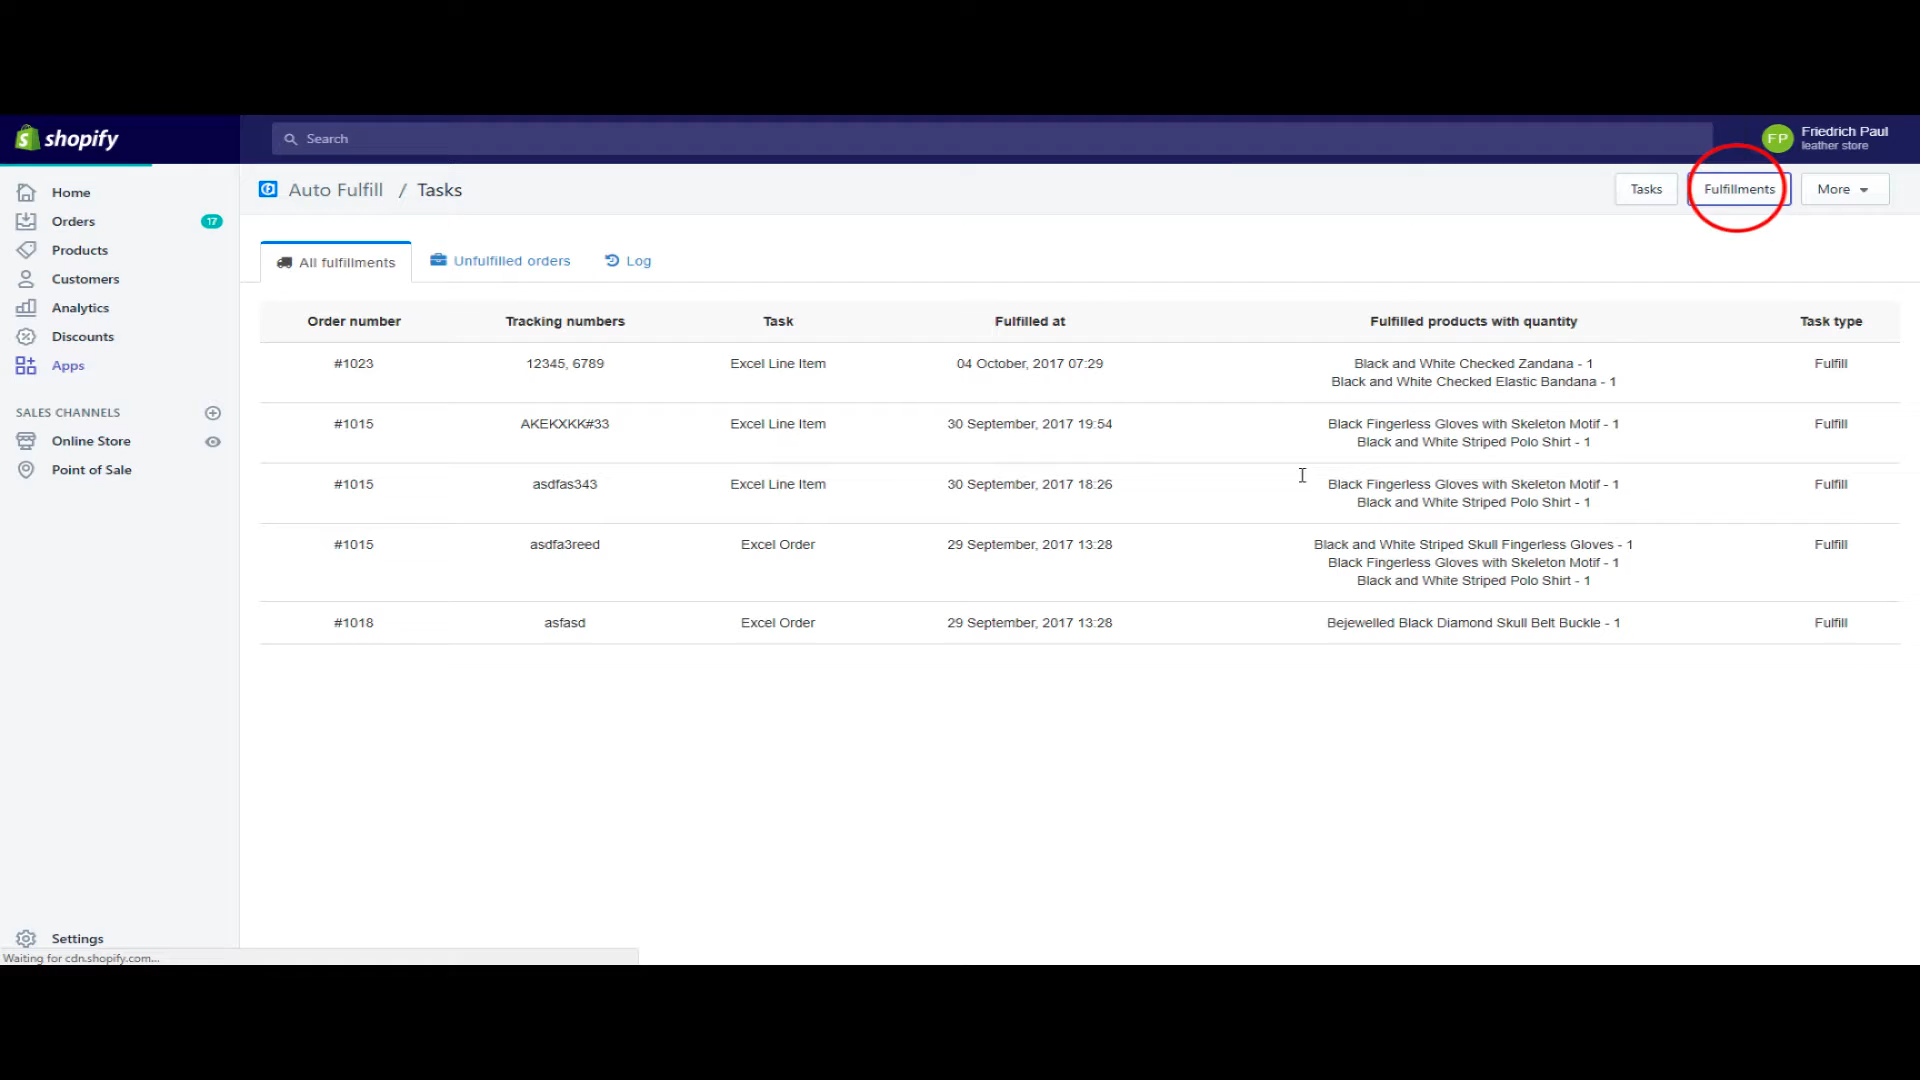 shopify
Search
FP
Friedrich Paul
leather store
Home
Orders 17
Products
Customers
Analytics
Discounts
Apps
SALES CHANNELS
Online Store
Point of Sale
Settings
Waiting for cdn.shopify.com...
Auto Fulfill / Tasks
Tasks Fulfillments More
All fulfillments Unfulfilled orders Log
Order number Tracking numbers Task Fulfilled at Fulfilled products with quantity Task type
#1023 12345, 6789 Excel Line Item 04 October, 2017 07:29 Black and White Checked Zandana - 1 Fulfill
Black and White Checked Elastic Bandana - 1
#1015 AKEKXKK#33 Excel Line Item 30 September, 2017 19:54 Black Fingerless Gloves with Skeleton Motif - 1 Fulfill
Black and White Striped Polo Shirt - 1
#1015 asdfas343 Excel Line Item 30 September, 2017 18:26 Black Fingerless Gloves with Skeleton Motif - 1 Fulfill
Black and White Striped Polo Shirt - 1
#1015 asdfa3reed Excel Order 29 September, 2017 13:28 Black and White Striped Skull Fingerless Gloves - 1 Fulfill
Black Fingerless Gloves with Skeleton Motif - 1
Black and White Striped Polo Shirt - 1
#1018 asfasd Excel Order 29 September, 2017 13:28 Bejewelled Black Diamond Skull Belt Buckle - 1 Fulfill